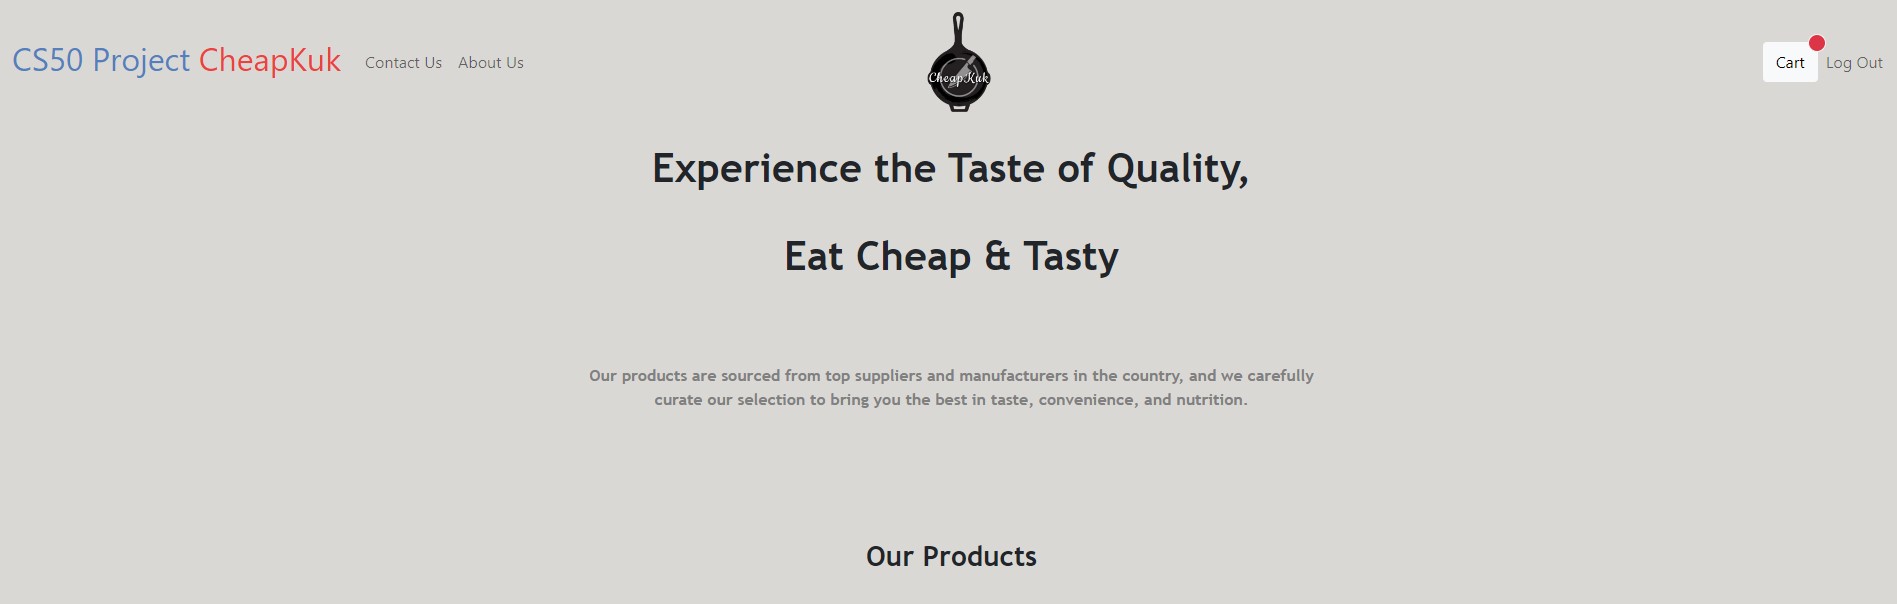 CS50 Project CheapKuk
Contact Us
About Us
CheapKuk
Cart
Log Out
Experience the Taste of Quality,
Eat Cheap & Tasty
Our products are sourced from top suppliers and manufacturers in the country, and we carefully
curate our selection to bring you the best in taste, convenience, and nutrition.
Our Products